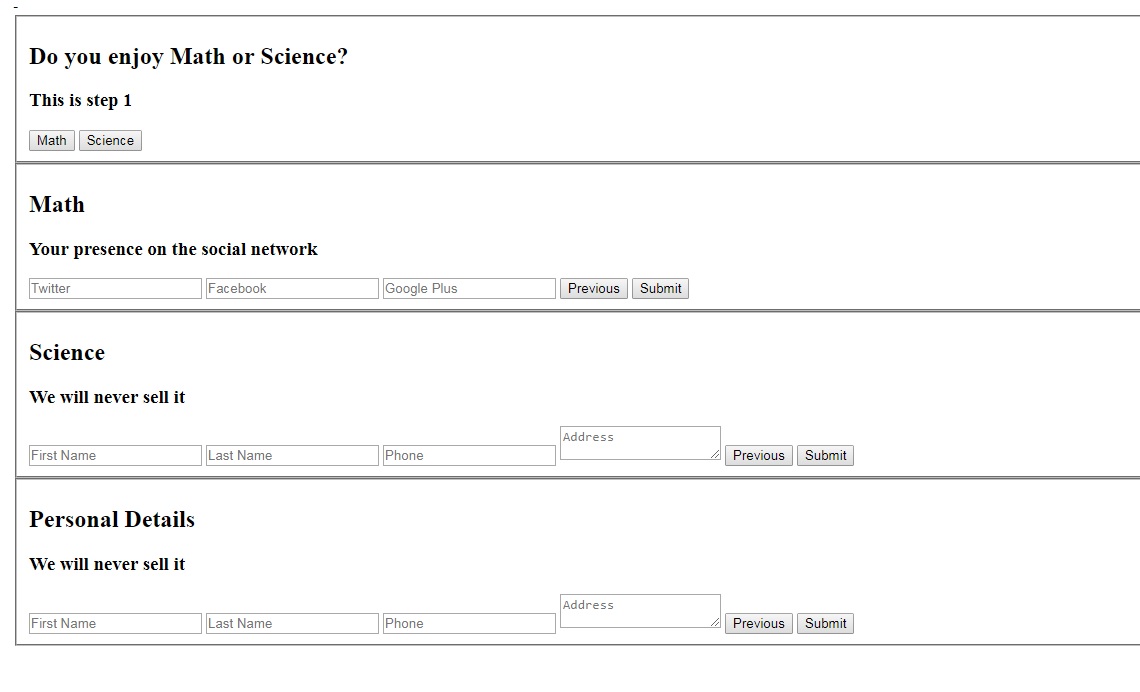 -
Do you enjoy Math or Science?
This is step 1
Math Science
Math
Your presence on the social network
Twitter Facebook Google Plus Previous Submit
Science
We will never sell it
First Name Last Name Phone Address Previous Submit
Personal Details
We will never sell it
First Name Last Name Phone Address Previous Submit